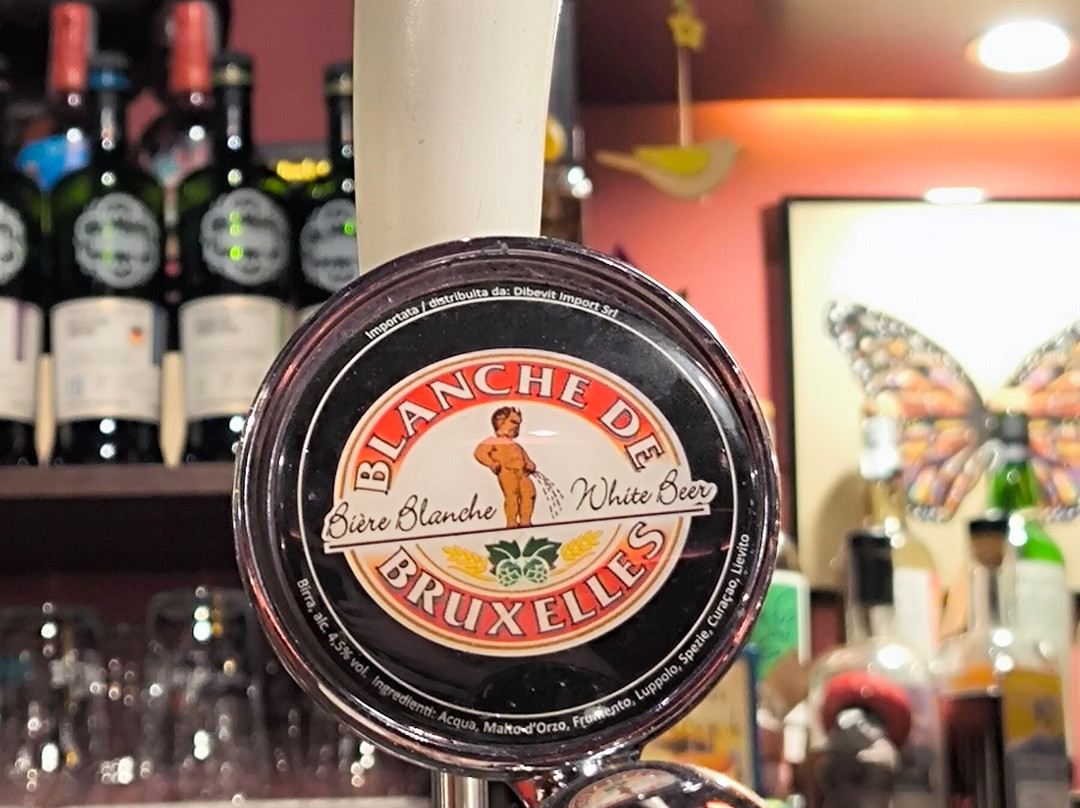 Importata / distribuita da: Dibevit Import Srl
BLANCHE DE
Bière Blanche
White Beer
BRUXELLES
Birra, alc. 4,5% vol. Ingredienti: Acqua, Malto d'Orzo, Frumento, Luppolo, Spezie, Curaçao, Lievito